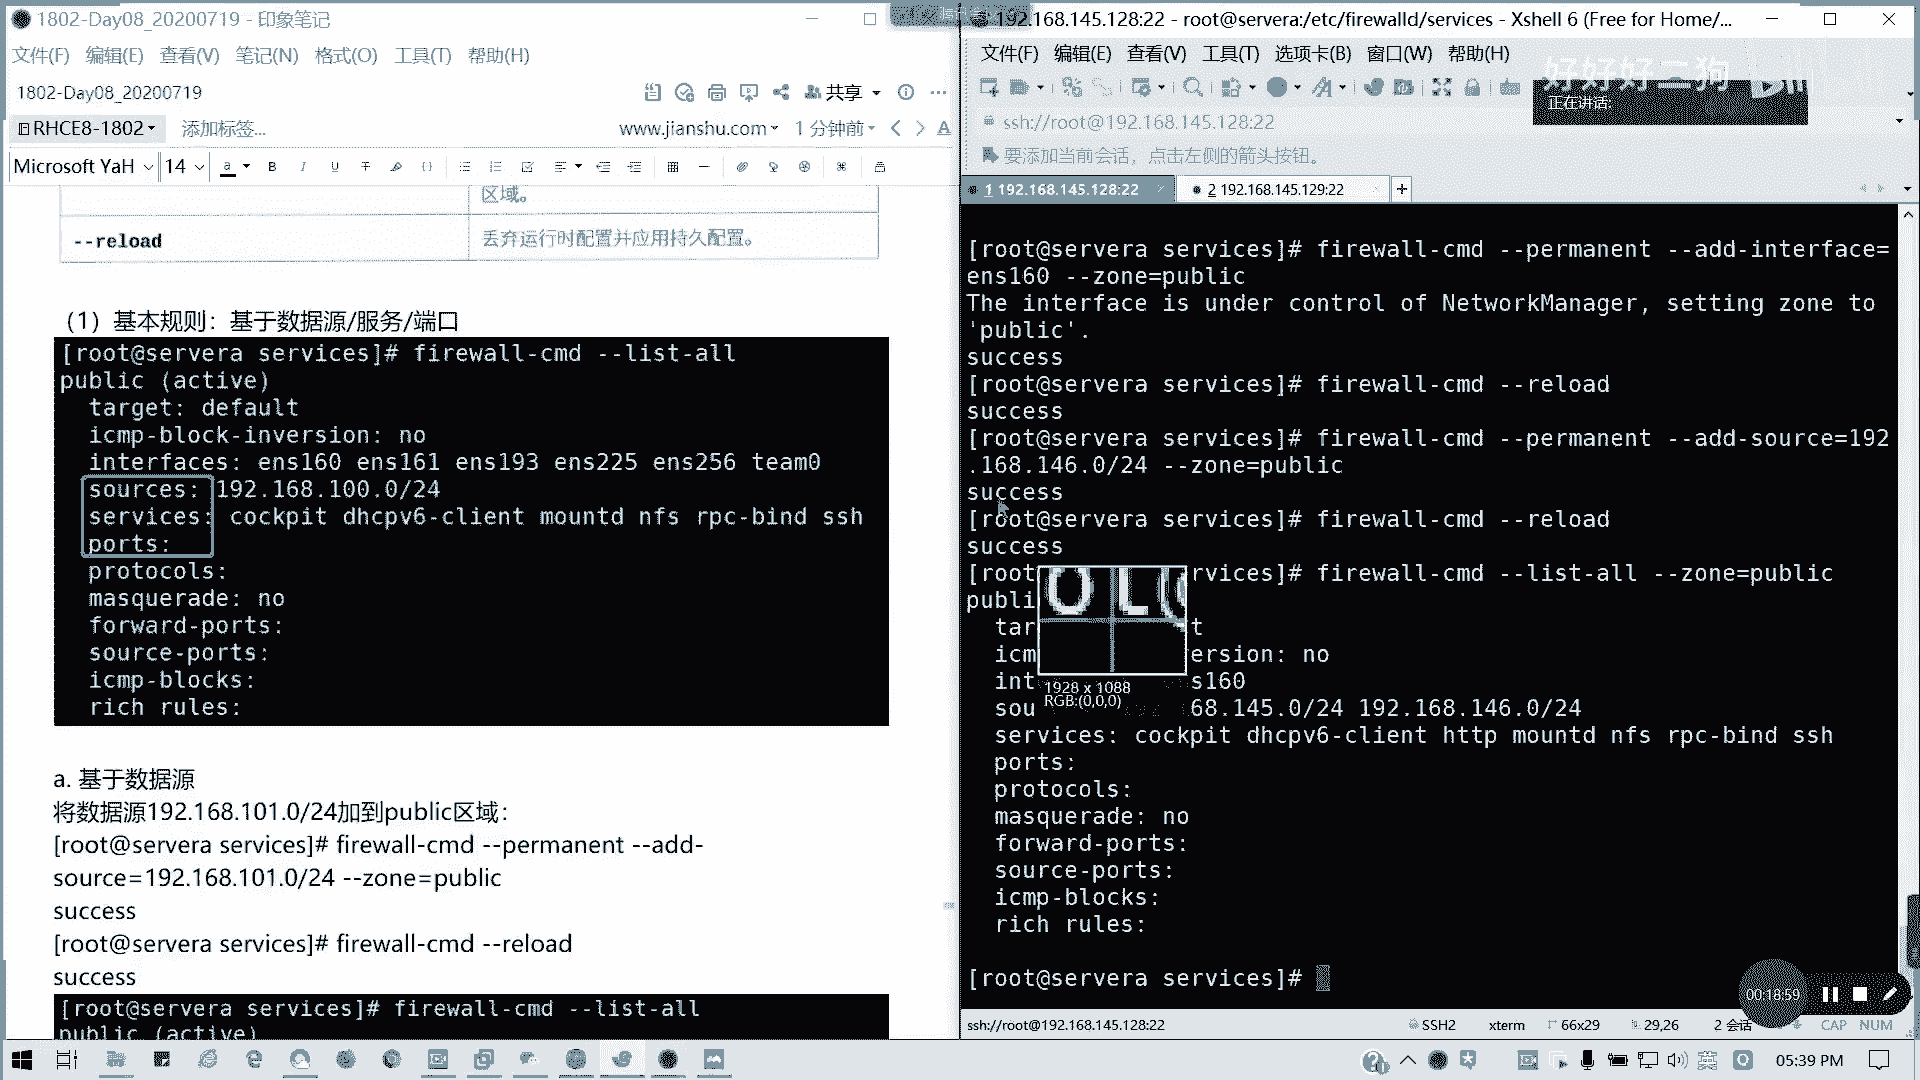 1802-Day08_20200719 - 印象笔记
文件(F) 编辑(E) 查看(V) 笔记(N) 格式(O) 工具(T) 帮助(H)
1802-Day08_20200719
共享
RHCE8-1802
添加标签...
www.jianshu.com
1 分钟前
Microsoft YaH 14
区域。
--reload
丢弃运行时配置并应用持久配置。
（1）基本规则：基于数据源/服务/端口
[root@servera services]# firewall-cmd --list-all
public (active)
target: default
icmp-block-inversion: no
interfaces: ens160 ens161 ens193 ens225 ens256 team0
sources: 192.168.100.0/24
services: cockpit dhcpv6-client mountd nfs rpc-bind ssh
ports:
protocols:
masquerade: no
forward-ports:
source-ports:
icmp-blocks:
rich rules:
a. 基于数据源
将数据源192.168.101.0/24加到public区域：
[root@servera services]# firewall-cmd --permanent --add-
source=192.168.101.0/24 --zone=public
success
[root@servera services]# firewall-cmd --reload
success
[root@servera services]# firewall-cmd --list-all
public (active)
192.168.145.128:22 - root@servera:/etc/firewalld/services - Xshell 6 (Free for Home/...
文件(F) 编辑(E) 查看(V) 工具(T) 选项卡(B) 窗口(W) 帮助(H)
好好好二狗
正在讲话:
ssh://root@192.168.145.128:22
要添加当前会话，点击左侧的箭头按钮。
1 192.168.145.128:22
2 192.168.145.129:22
[root@servera services]# firewall-cmd --permanent --add-interface=
ens160 --zone=public
The interface is under control of NetworkManager, setting zone to
'public'.
success
[root@servera services]# firewall-cmd --reload
success
[root@servera services]# firewall-cmd --permanent --add-source=192
.168.146.0/24 --zone=public
success
[root@servera services]# firewall-cmd --reload
success
[root rvices]# firewall-cmd --list-all --zone=public
publi
tar t
icm ersion: no
int s160
sou 68.145.0/24 192.168.146.0/24
services: cockpit dhcpv6-client http mountd nfs rpc-bind ssh
ports:
protocols:
masquerade: no
forward-ports:
source-ports:
icmp-blocks:
rich rules:
[root@servera services]#
1928 x 1088
RGB:(0,0,0)
00:18:59
ssh://root@192.168.145.128:22
SSH2 xterm 66x29 29,26 2 会话 CAP NUM
05:39 PM